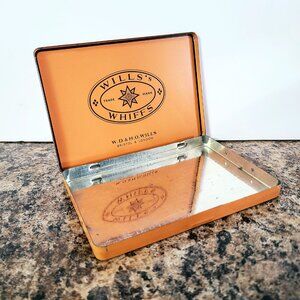 WILLS'S
TRADE MARK
WHIFFS
W.D. & H.O. WILLS
BRISTOL & LONDON